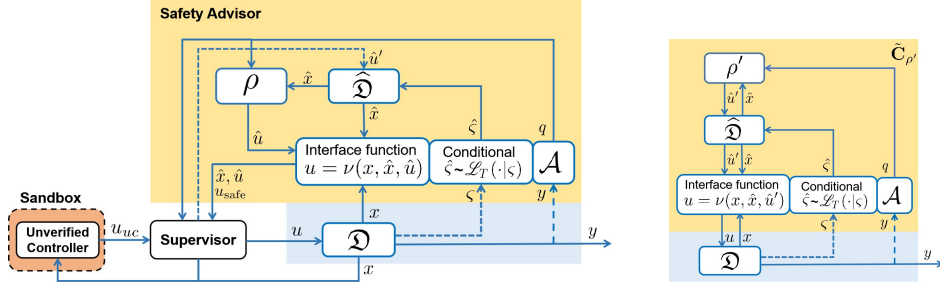 Safety Advisor
û′
ρ
x̂
𝔇̂
x̂
û
ς̂
q
Interface function
u = ν(x, x̂, û)
Conditional
ς̂~ℒ_T(·|ς)
𝒜
x̂, û
u_safe
x
ς
y
Sandbox
Unverified
Controller
u_uc
Supervisor
u
𝔇
y
x
C̃_ρ′
ρ′
û′
x̂
𝔇̂
û′
x̂
ς̂
q
Interface function
u = ν(x, x̂, û′)
Conditional
ς̂~ℒ_T(·|ς)
𝒜
u
x
ς
y
𝔇
y